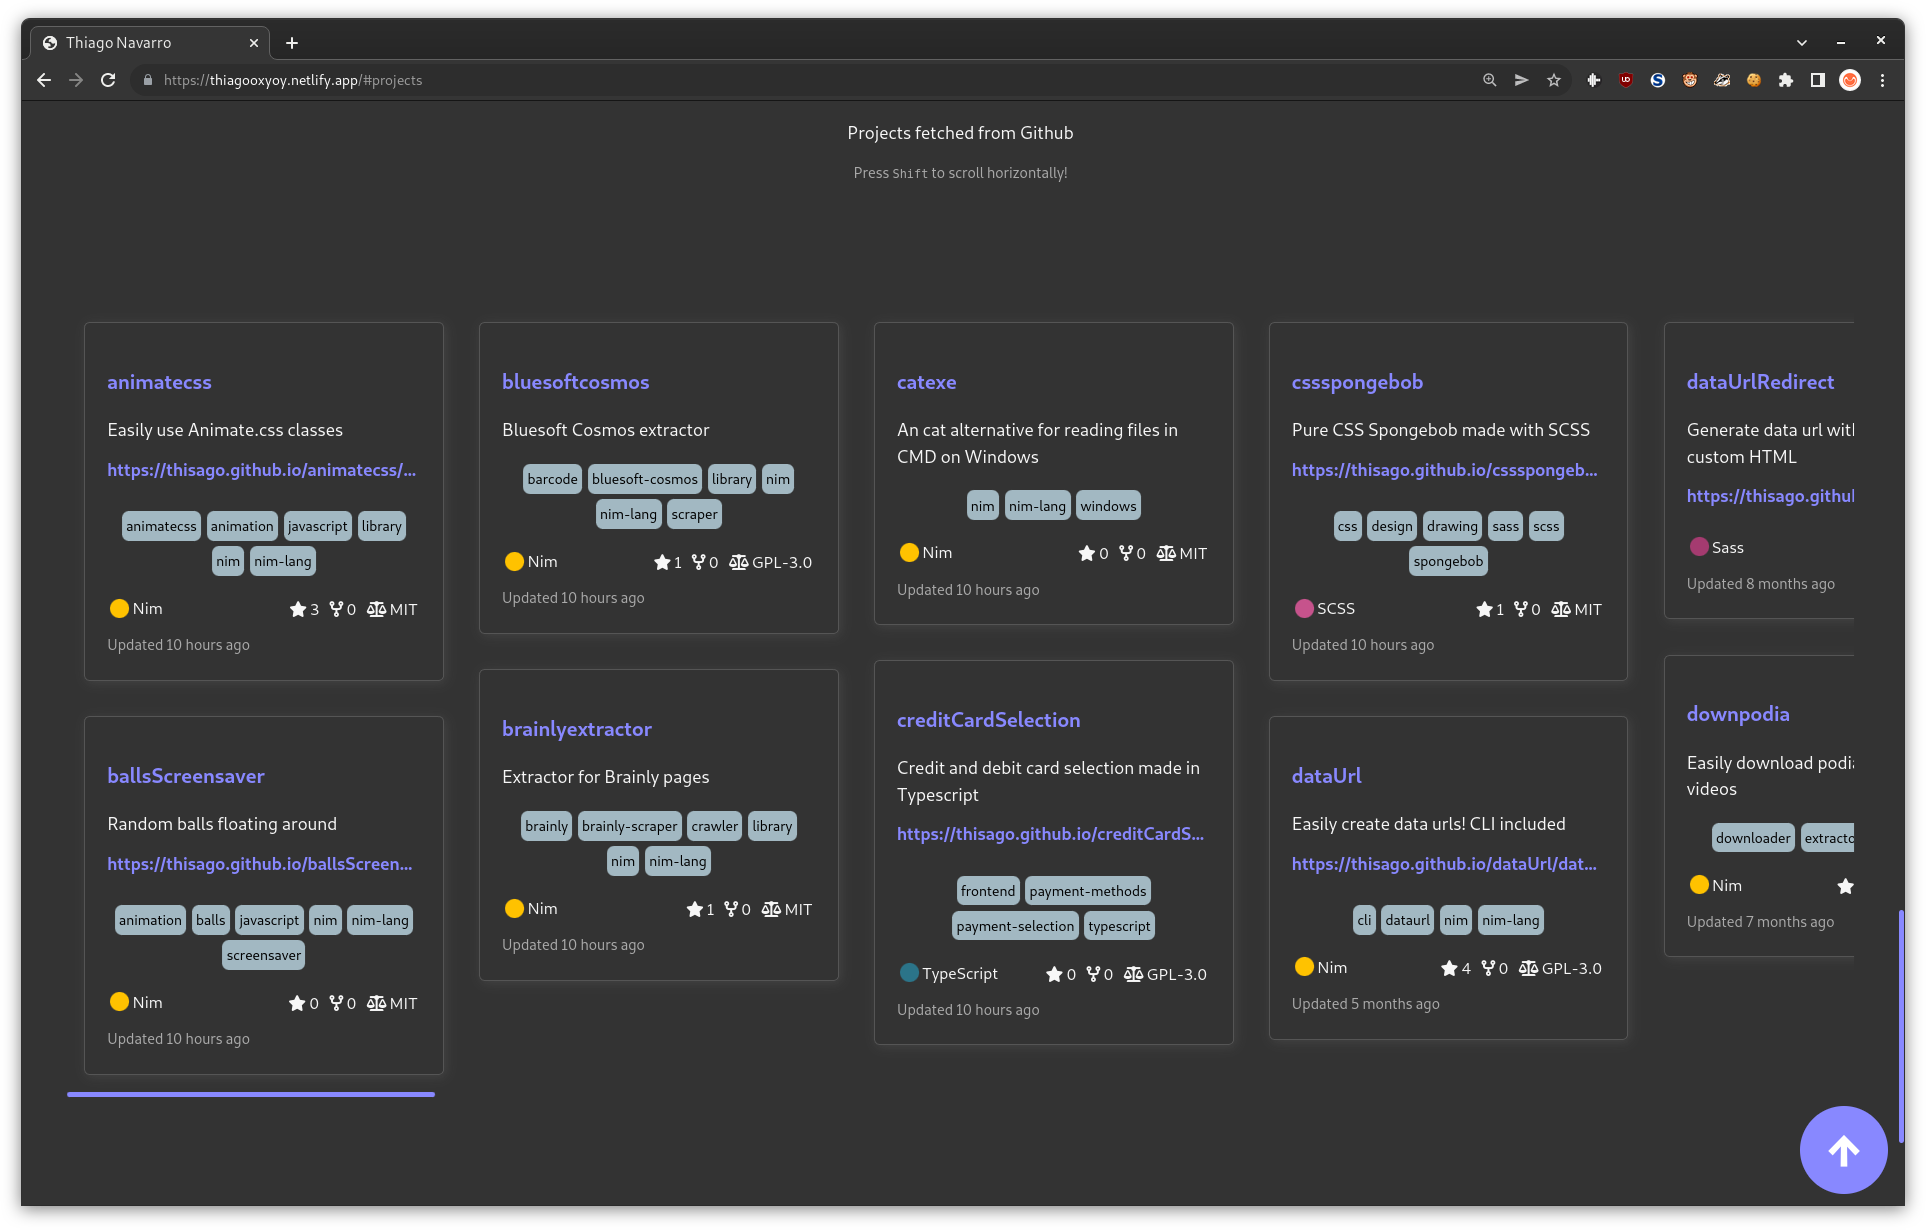 Thiago Navarro
https://thiagooxyoy.netlify.app/#projects
Projects fetched from Github
Press Shift to scroll horizontally!
animatecss
Easily use Animate.css classes
https://thisago.github.io/animatecss/...
animatecss animation javascript library
nim nim-lang
Nim 3 0 MIT
Updated 10 hours ago
ballsScreensaver
Random balls floating around
https://thisago.github.io/ballsScreen...
animation balls javascript nim nim-lang
screensaver
Nim 0 0 MIT
Updated 10 hours ago
bluesoftcosmos
Bluesoft Cosmos extractor
barcode bluesoft-cosmos library nim
nim-lang scraper
Nim 1 0 GPL-3.0
Updated 10 hours ago
brainlyextractor
Extractor for Brainly pages
brainly brainly-scraper crawler library
nim nim-lang
Nim 1 0 MIT
Updated 10 hours ago
catexe
An cat alternative for reading files in
CMD on Windows
nim nim-lang windows
Nim 0 0 MIT
Updated 10 hours ago
creditCardSelection
Credit and debit card selection made in
Typescript
https://thisago.github.io/creditCardS...
frontend payment-methods
payment-selection typescript
TypeScript 0 0 GPL-3.0
Updated 10 hours ago
cssspongebob
Pure CSS Spongebob made with SCSS
https://thisago.github.io/cssspongeb...
css design drawing sass scss
spongebob
SCSS 1 0 MIT
Updated 10 hours ago
dataUrl
Easily create data urls! CLI included
https://thisago.github.io/dataUrl/dat...
cli dataurl nim nim-lang
Nim 4 0 GPL-3.0
Updated 5 months ago
dataUrlRedirect
Generate data url with
custom HTML
https://thisago.githul
Sass
Updated 8 months ago
downpodia
Easily download podia
videos
downloader extracto
Nim
Updated 7 months ago